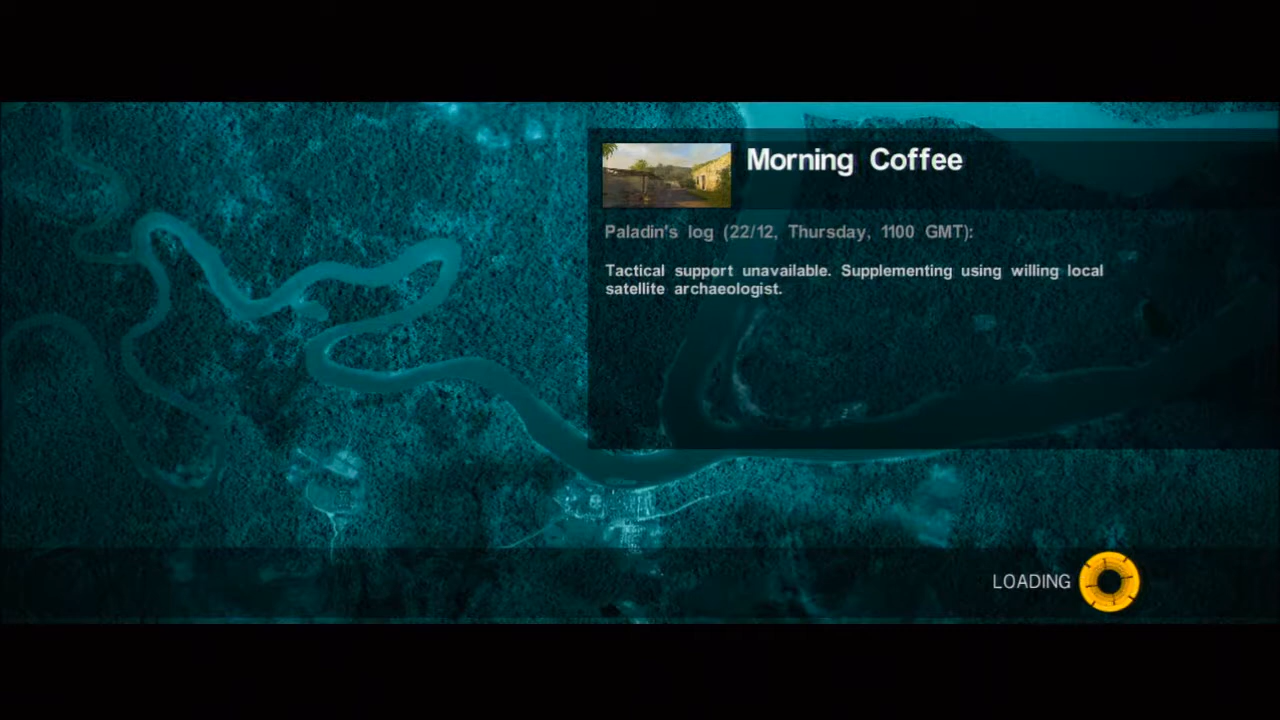 Morning Coffee
Paladin's log (22/12, Thursday, 1100 GMT):
Tactical support unavailable. Supplementing using willing local
satellite archaeologist.
LOADING